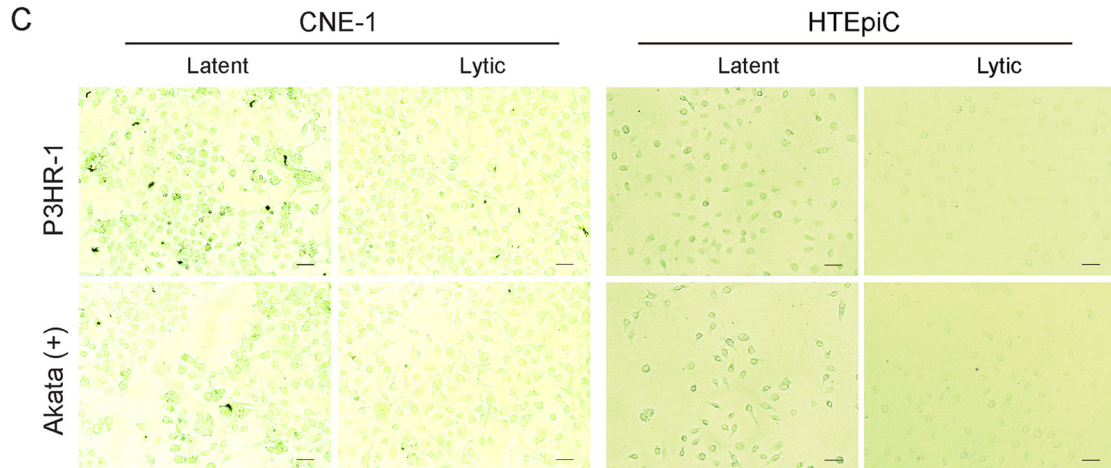 C
CNE-1
HTEpiC
Latent
Lytic
Latent
Lytic
P3HR-1
Akata (+)